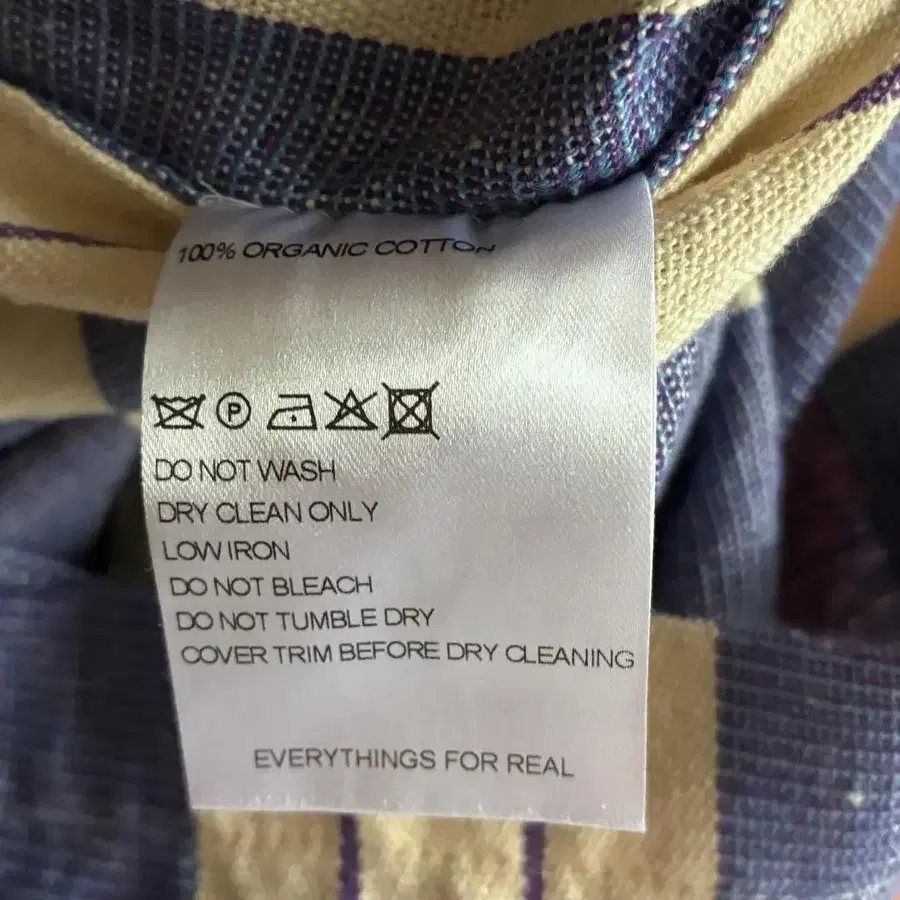 100% ORGANIC COTTON
P
DO NOT WASH
DRY CLEAN ONLY
LOW IRON
DO NOT BLEACH
DO NOT TUMBLE DRY
COVER TRIM BEFORE DRY CLEANING
EVERYTHINGS FOR REAL